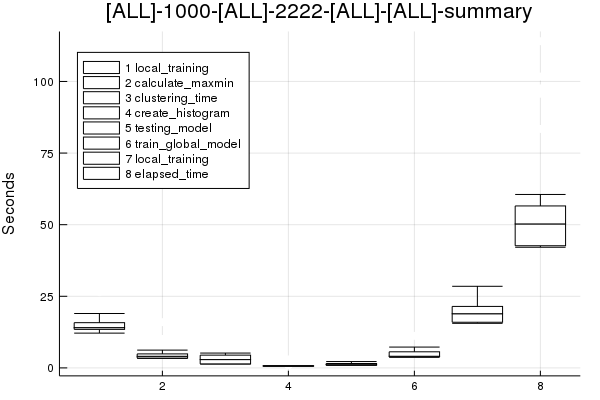 [ALL]-1000-[ALL]-2222-[ALL]-[ALL]-summary
Seconds
100
75
50
25
0
1 local_training
2 calculate_maxmin
3 clustering_time
4 create_histogram
5 testing_model
6 train_global_model
7 local_training
8 elapsed_time
2 4 6 8